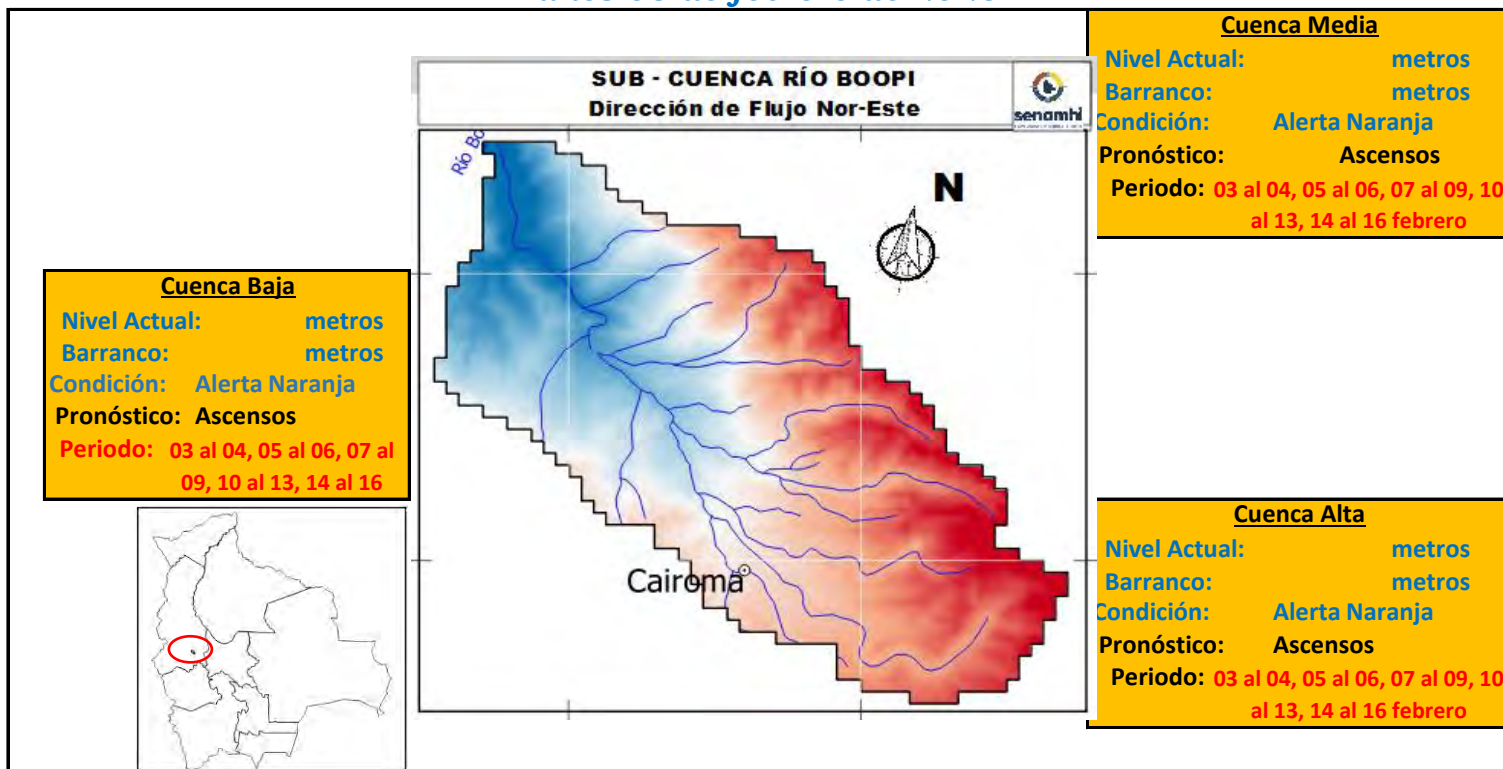 SUB - CUENCA RÍO BOOPI
Dirección de Flujo Nor-Este
senamhi
Río Bo
N
Cairoma
Cuenca Media
Nivel Actual: metros
Barranco: metros
Condición: Alerta Naranja
Pronóstico: Ascensos
Periodo: 03 al 04, 05 al 06, 07 al 09, 10
al 13, 14 al 16 febrero
Cuenca Baja
Nivel Actual: metros
Barranco: metros
Condición: Alerta Naranja
Pronóstico: Ascensos
Periodo: 03 al 04, 05 al 06, 07 al
09, 10 al 13, 14 al 16
Cuenca Alta
Nivel Actual: metros
Barranco: metros
Condición: Alerta Naranja
Pronóstico: Ascensos
Periodo: 03 al 04, 05 al 06, 07 al 09, 10
al 13, 14 al 16 febrero